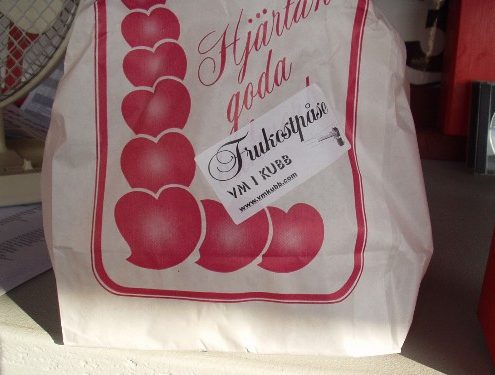 Hjärtans
goda
Frukostpåse
VM I KUBB
www.vmkubb.com